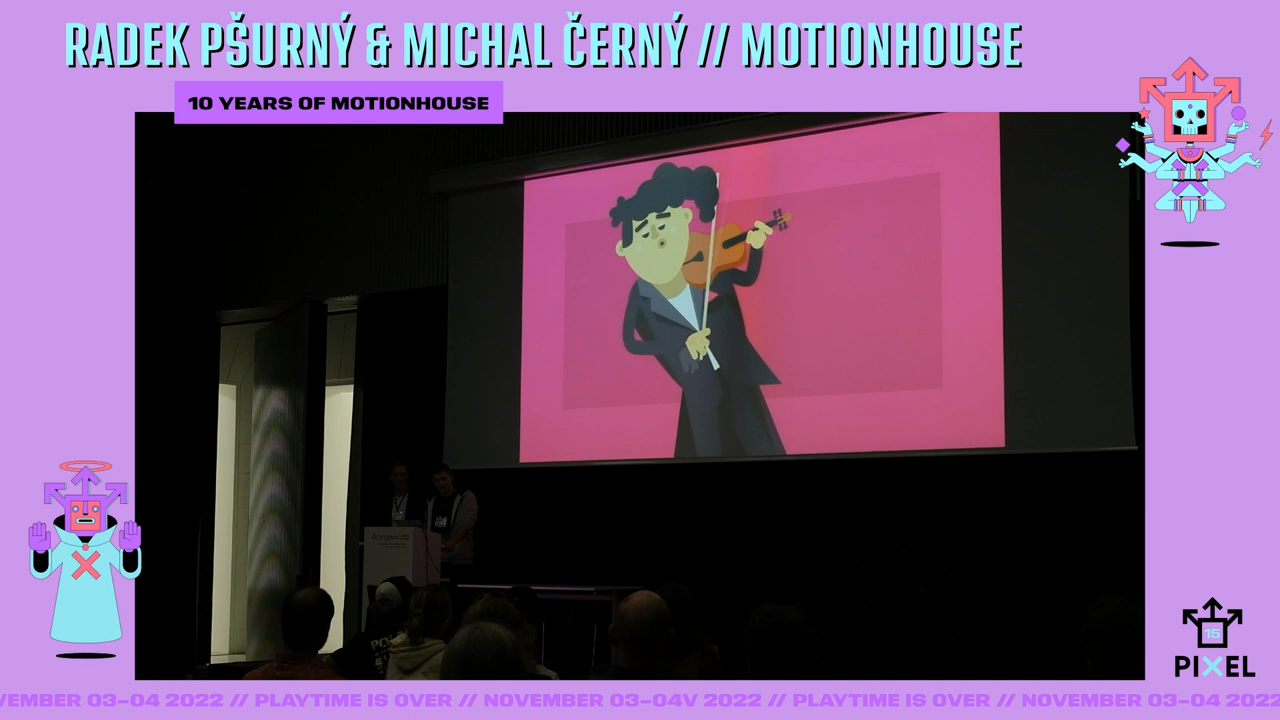 RADEK PŠURNÝ & MICHAL ČERNÝ // MOTIONHOUSE
10 YEARS OF MOTIONHOUSE
15
PIXEL
VEMBER 03-04 2022 // PLAYTIME IS OVER // NOVEMBER 03-04V 2022 // PLAYTIME IS OVER // NOVEMBER 03-04 2022